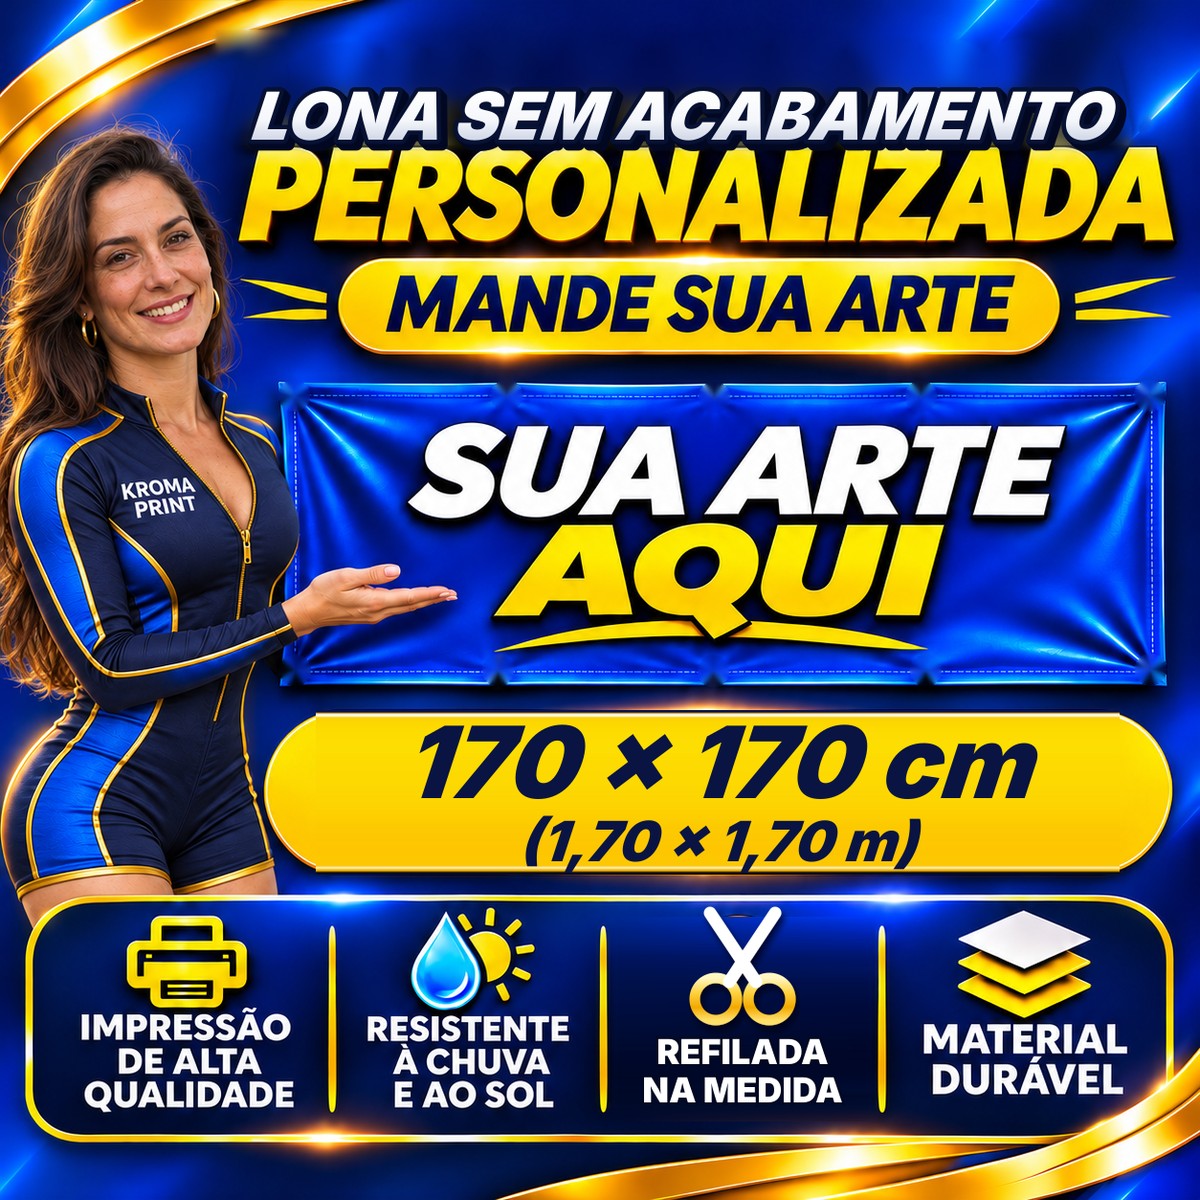 LONA SEM ACABAMENTO
PERSONALIZADA
MANDE SUA ARTE
KROMA
PRINT
SUA ARTE
AQUI
170 × 170 cm
(1,70 × 1,70 m)
IMPRESSÃO
DE ALTA
QUALIDADE
RESISTENTE
À CHUVA
E AO SOL
REFILADA
NA MEDIDA
MATERIAL
DURÁVEL